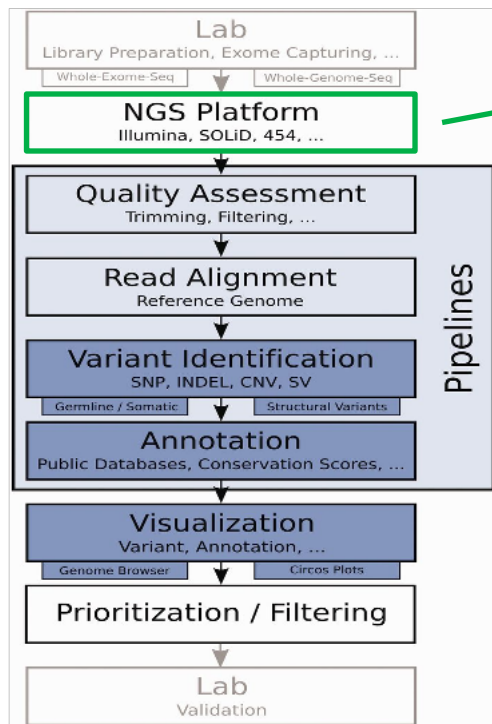 Lab
Library Preparation, Exome Capturing, ...
Whole-Exome-Seq Whole-Genome-Seq
NGS Platform
Illumina, SOLiD, 454, ...
Quality Assessment
Trimming, Filtering, ...
Read Alignment
Reference Genome
Variant Identification
SNP, INDEL, CNV, SV
Germline / Somatic Structural Variants
Annotation
Public Databases, Conservation Scores, ...
Pipelines
Visualization
Variant, Annotation, ...
Genome Browser Circos Plots
Prioritization / Filtering
Lab
Validation